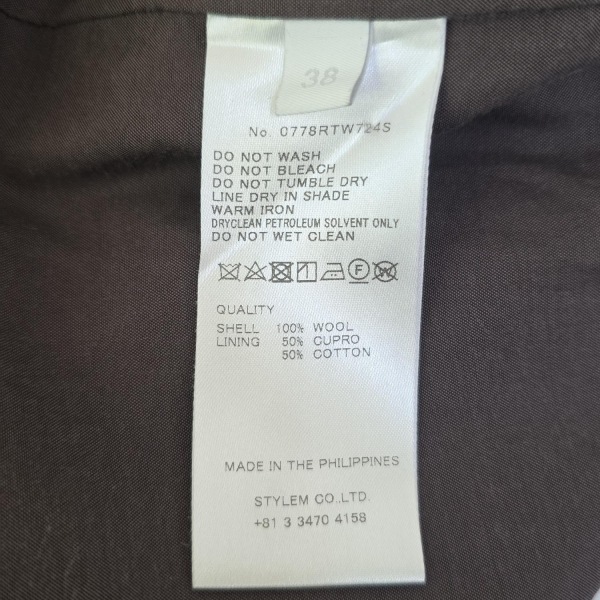 38
No. 0778RTW724S
DO NOT WASH
DO NOT BLEACH
DO NOT TUMBLE DRY
LINE DRY IN SHADE
WARM IRON
DRYCLEAN PETROLEUM SOLVENT ONLY
DO NOT WET CLEAN
F W
QUALITY
SHELL 100% WOOL
LINING 50% CUPRO
50% COTTON
MADE IN THE PHILIPPINES
STYLEM CO.,LTD.
+81 3 3470 4158